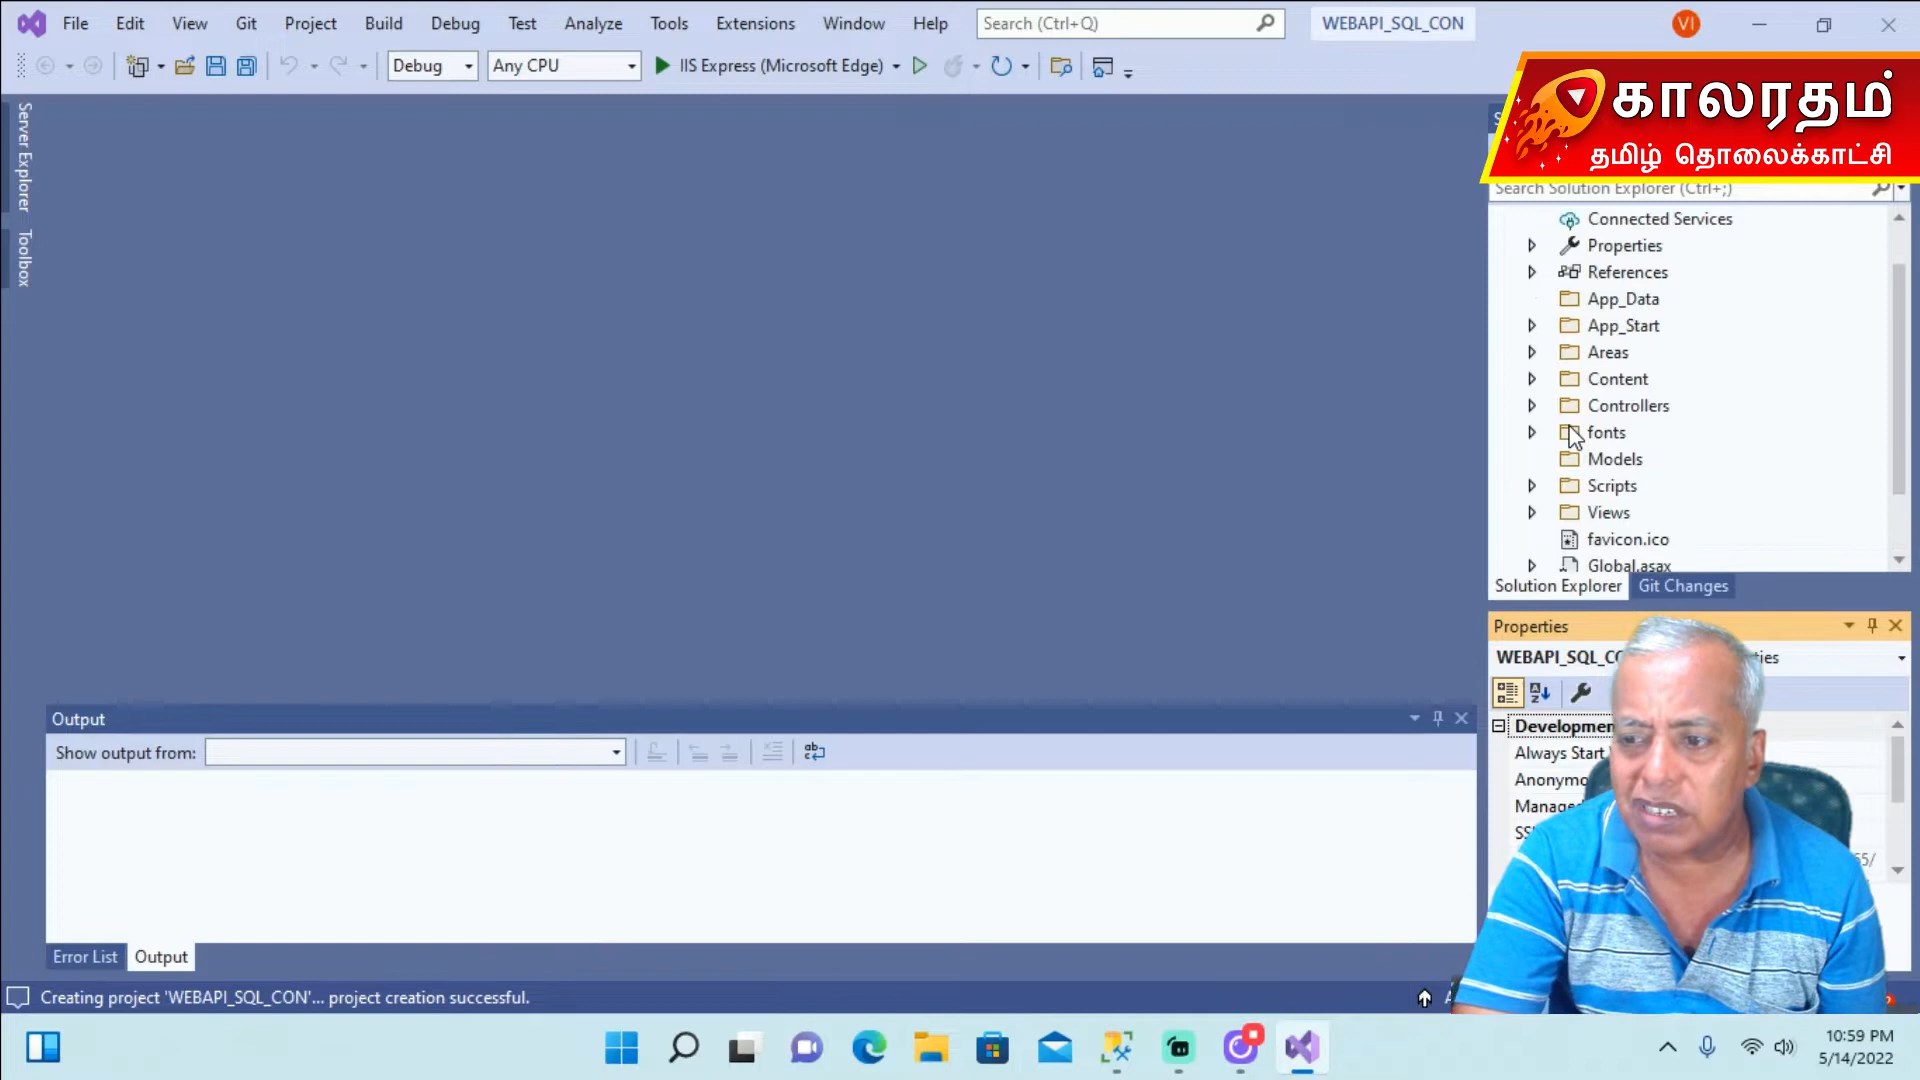 File Edit View Git Project Build Debug Test Analyze Tools Extensions Window Help Search (Ctrl+Q) WEBAPI_SQL_CON VI
Debug Any CPU IIS Express (Microsoft Edge)
காலரதம்
தமிழ் தொலைக்காட்சி
Server Explorer
Toolbox
Search Solution Explorer (Ctrl+;)
Connected Services
Properties
References
App_Data
App_Start
Areas
Content
Controllers
fonts
Models
Scripts
Views
favicon.ico
Global.asax
Solution Explorer Git Changes
Properties
WEBAPI_SQL_C
Always Start
Output
Show output from:
Error List Output
Creating project 'WEBAPI_SQL_CON'... project creation successful.
10:59 PM
5/14/2022